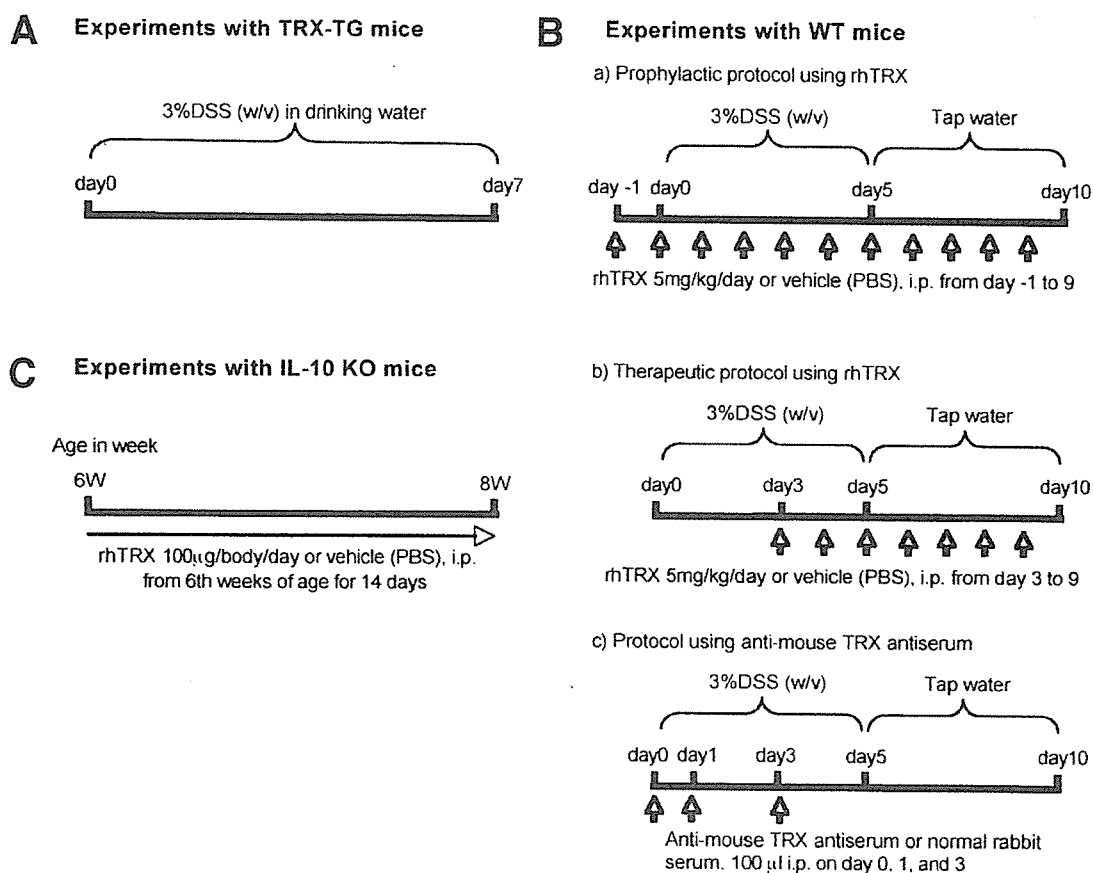 A Experiments with TRX-TG mice
3%DSS (w/v) in drinking water
day0 day7
B Experiments with WT mice
a) Prophylactic protocol using rhTRX
3%DSS (w/v) Tap water
day -1 day0 day5 day10
rhTRX 5mg/kg/day or vehicle (PBS), i.p. from day -1 to 9
C Experiments with IL-10 KO mice
Age in week
6W 8W
rhTRX 100µg/body/day or vehicle (PBS), i.p.
from 6th weeks of age for 14 days
b) Therapeutic protocol using rhTRX
3%DSS (w/v) Tap water
day0 day3 day5 day10
rhTRX 5mg/kg/day or vehicle (PBS), i.p. from day 3 to 9
c) Protocol using anti-mouse TRX antiserum
3%DSS (w/v) Tap water
day0 day1 day3 day5 day10
Anti-mouse TRX antiserum or normal rabbit
serum. 100 µl i.p. on day 0, 1, and 3